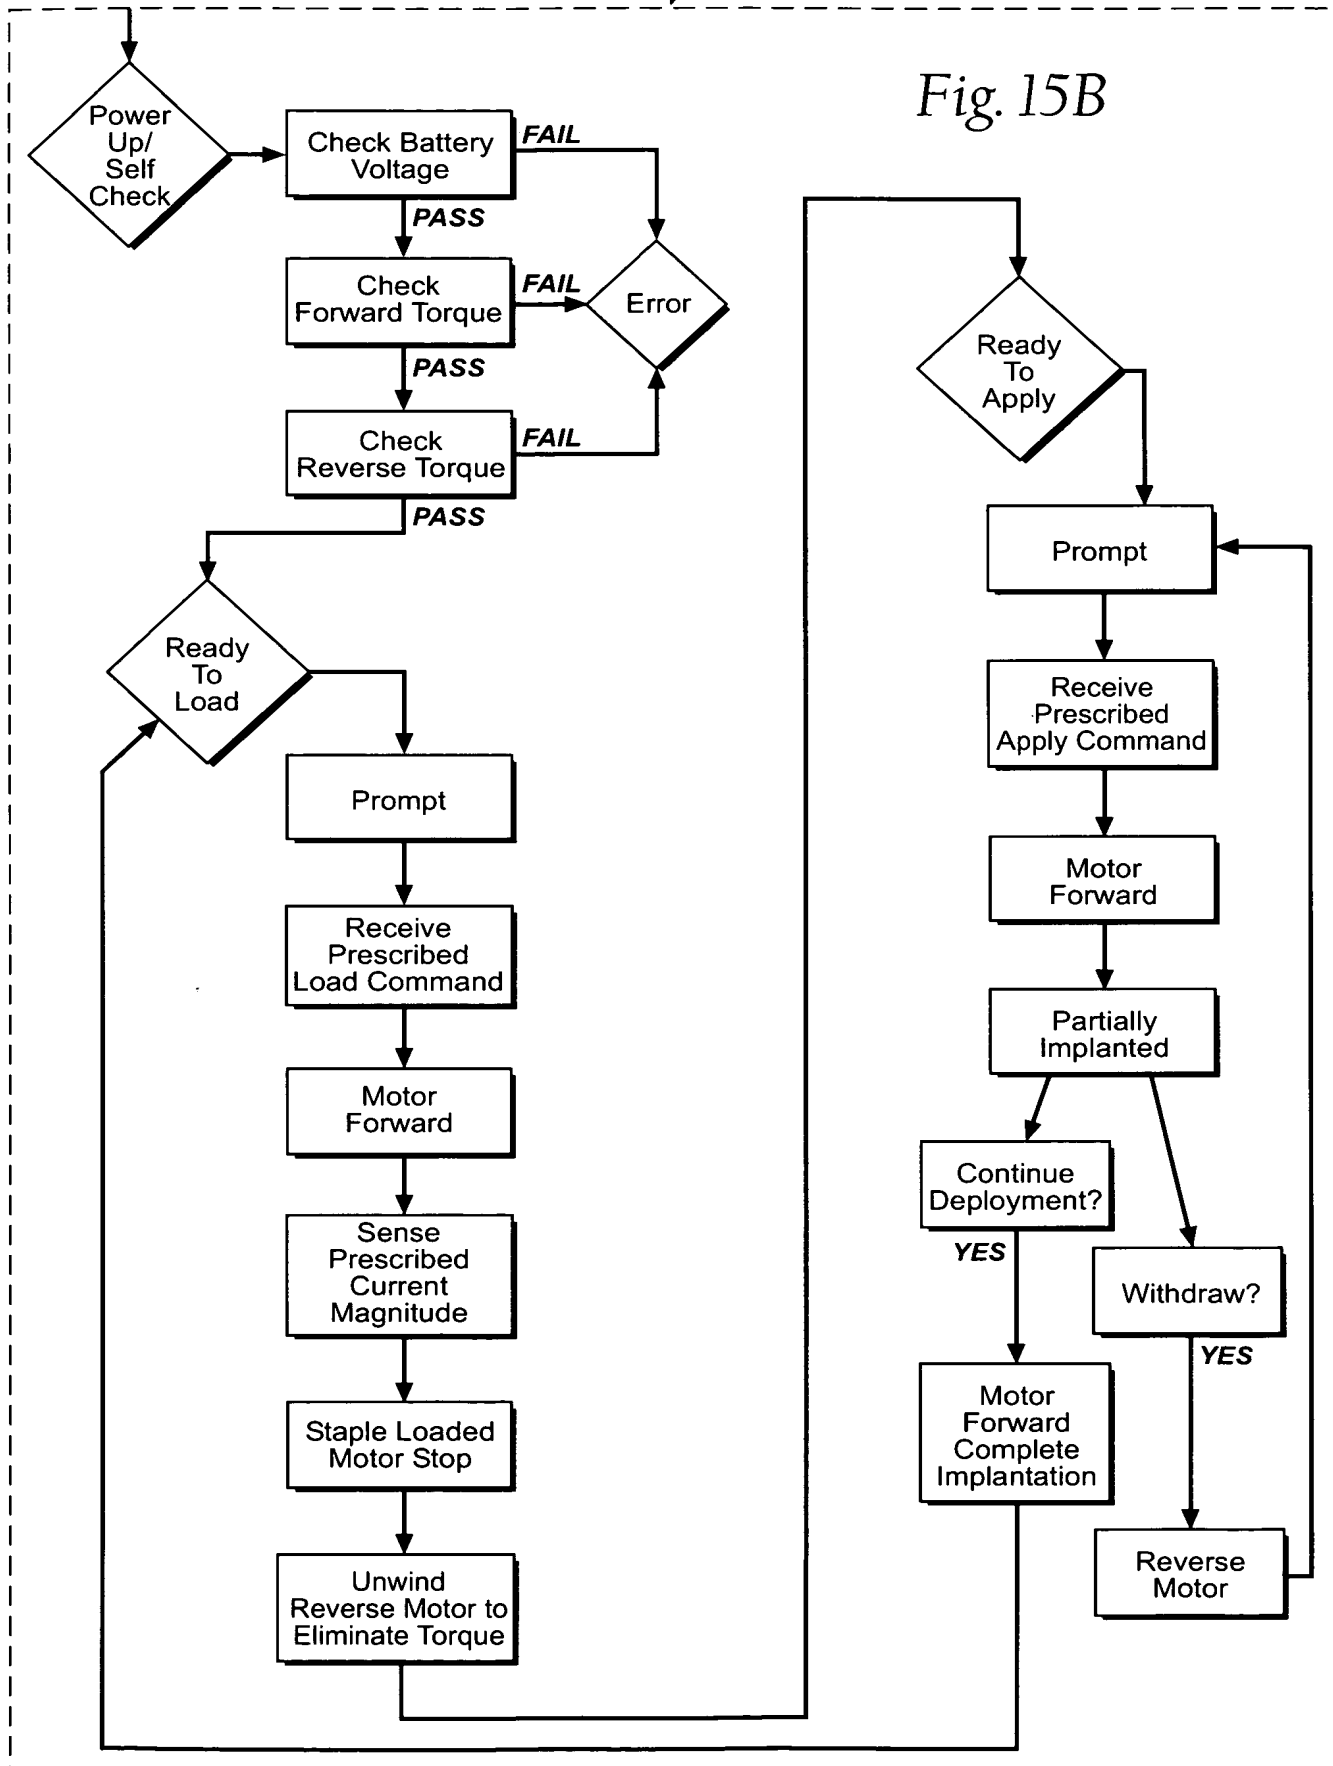 Fig. 15B
Power
Up/
Self
Check
Check Battery
Voltage
FAIL
PASS
Check
Forward Torque
FAIL
Error
PASS
Check
Reverse Torque
FAIL
PASS
Ready
To
Load
Prompt
Receive
Prescribed
Load Command
Motor
Forward
Sense
Prescribed
Current
Magnitude
Staple Loaded
Motor Stop
Unwind
Reverse Motor to
Eliminate Torque
Ready
To
Apply
Prompt
Receive
Prescribed
Apply Command
Motor
Forward
Partially
Implanted
Continue
Deployment?
YES
Motor
Forward
Complete
Implantation
Withdraw?
YES
Reverse
Motor